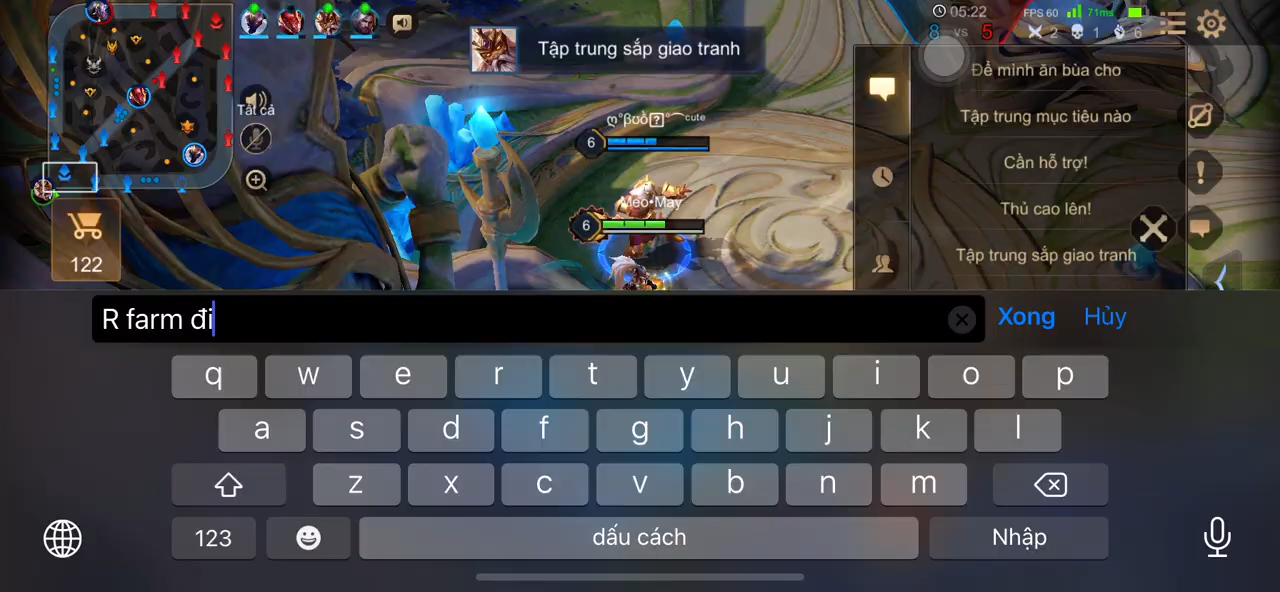 Tập trung sắp giao tranh
05:22
FPS 60
71ms
8 vs 5
2
1
6
Tất cả
122
6
cute
6
Meo•May
Để mình ăn bùa cho
Tập trung mục tiêu nào
Cần hỗ trợ!
Thủ cao lên!
Tập trung sắp giao tranh
R farm đi
Xong
Hủy
q w e r t y u i o p
a s d f g h j k l
z x c v b n m
123
dấu cách
Nhập